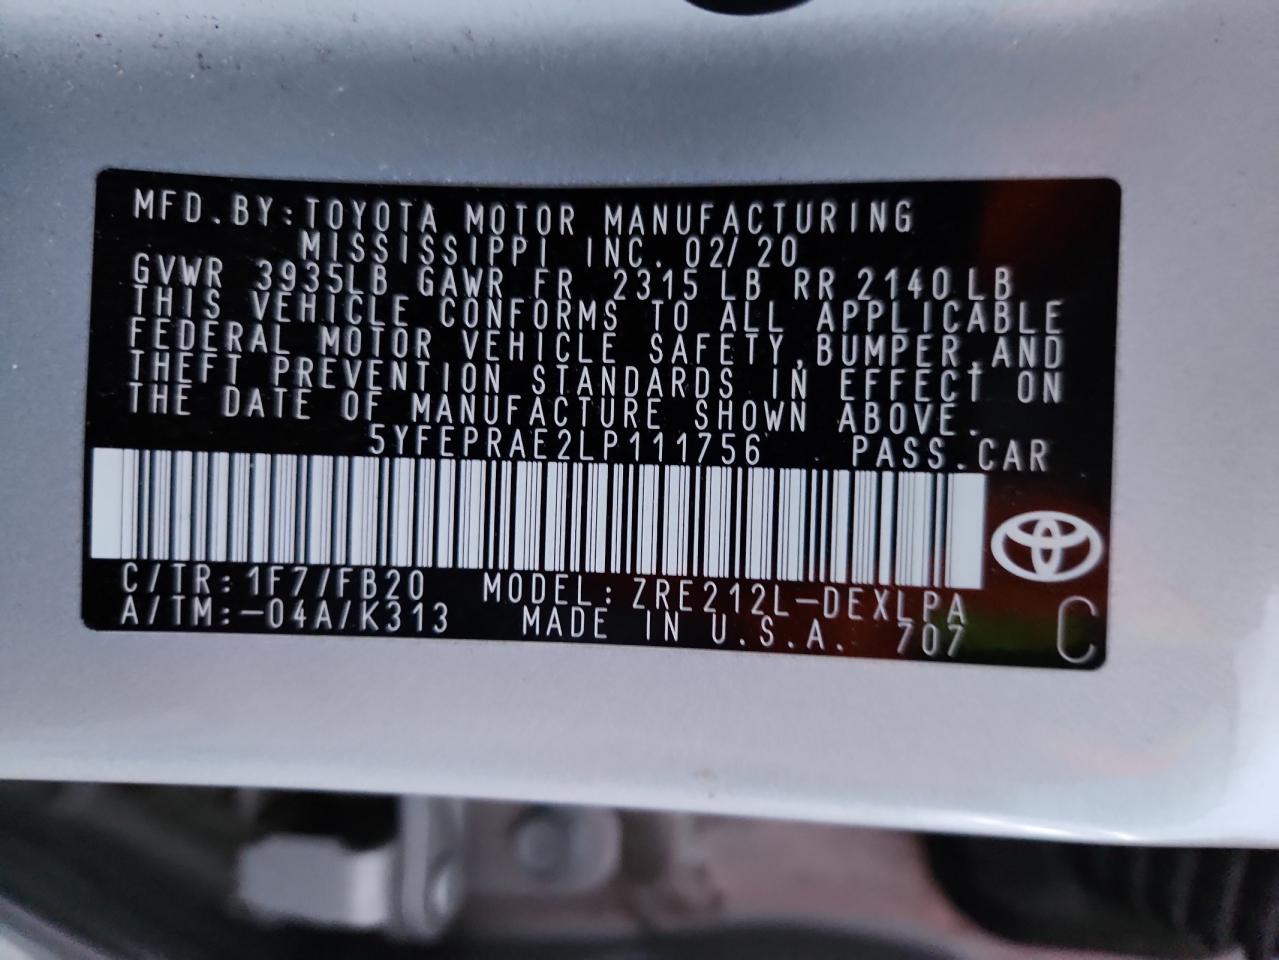 MFD.BY:TOYOTA MOTOR MANUFACTURING
MISSISSIPPI INC. 02/20
GVWR 3935LB GAWR FR 2315 LB RR 2140 LB
THIS VEHICLE CONFORMS TO ALL APPLICABLE
FEDERAL MOTOR VEHICLE SAFETY,BUMPER,AND
THEFT PREVENTION STANDARDS IN EFFECT ON
THE DATE OF MANUFACTURE SHOWN ABOVE.
5YFEPRAE2LP111756 PASS.CAR
C/TR: 1F7/FB20 MODEL: ZRE212L-DEXLPA
A/TM:-04A/K313 MADE IN U.S.A. 707 C